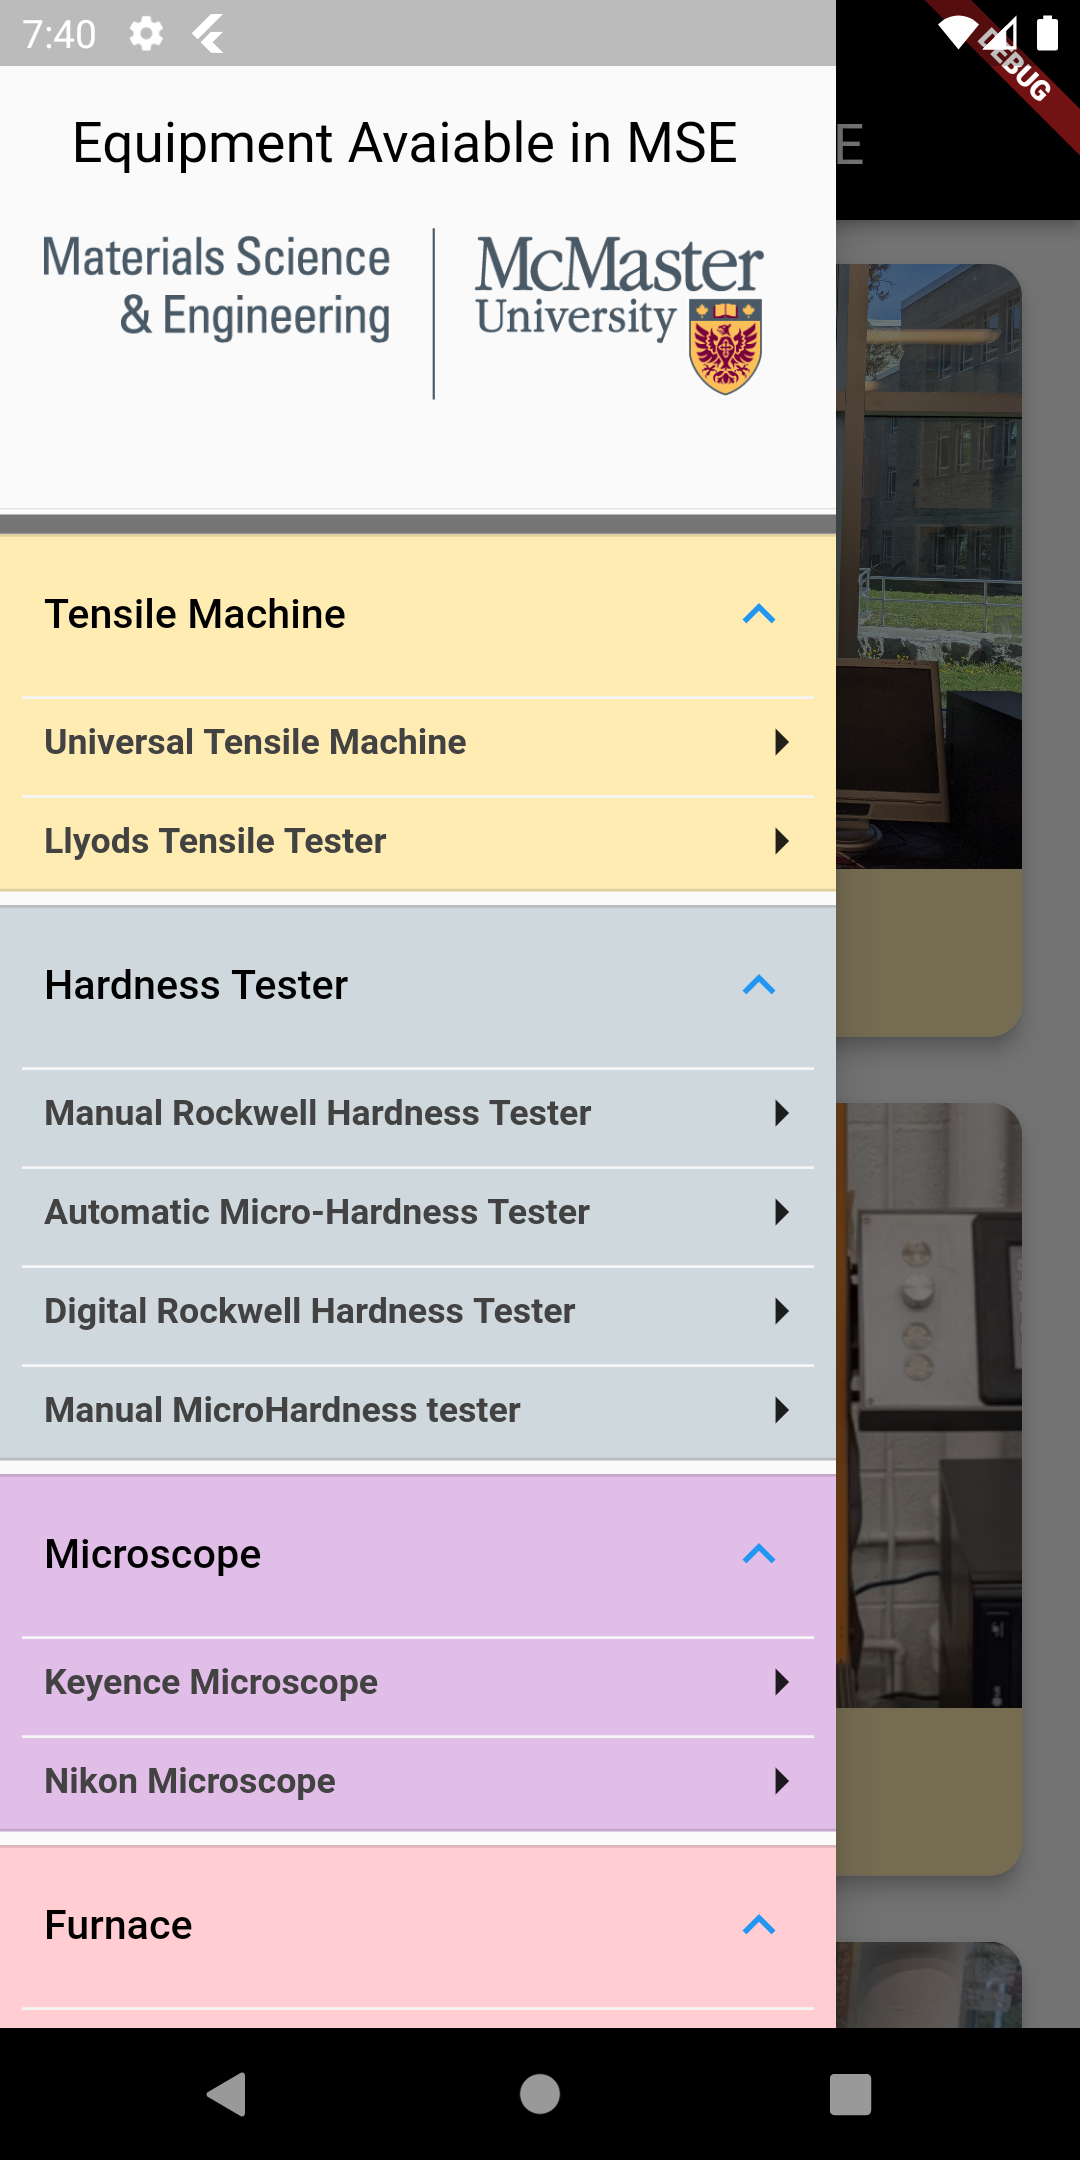 7:40
DEBUG
Equipment Avaiable in MSE
E
Materials Science
& Engineering
McMaster
University
Tensile Machine
Universal Tensile Machine
Llyods Tensile Tester
Hardness Tester
Manual Rockwell Hardness Tester
Automatic Micro-Hardness Tester
Digital Rockwell Hardness Tester
Manual MicroHardness tester
Microscope
Keyence Microscope
Nikon Microscope
Furnace